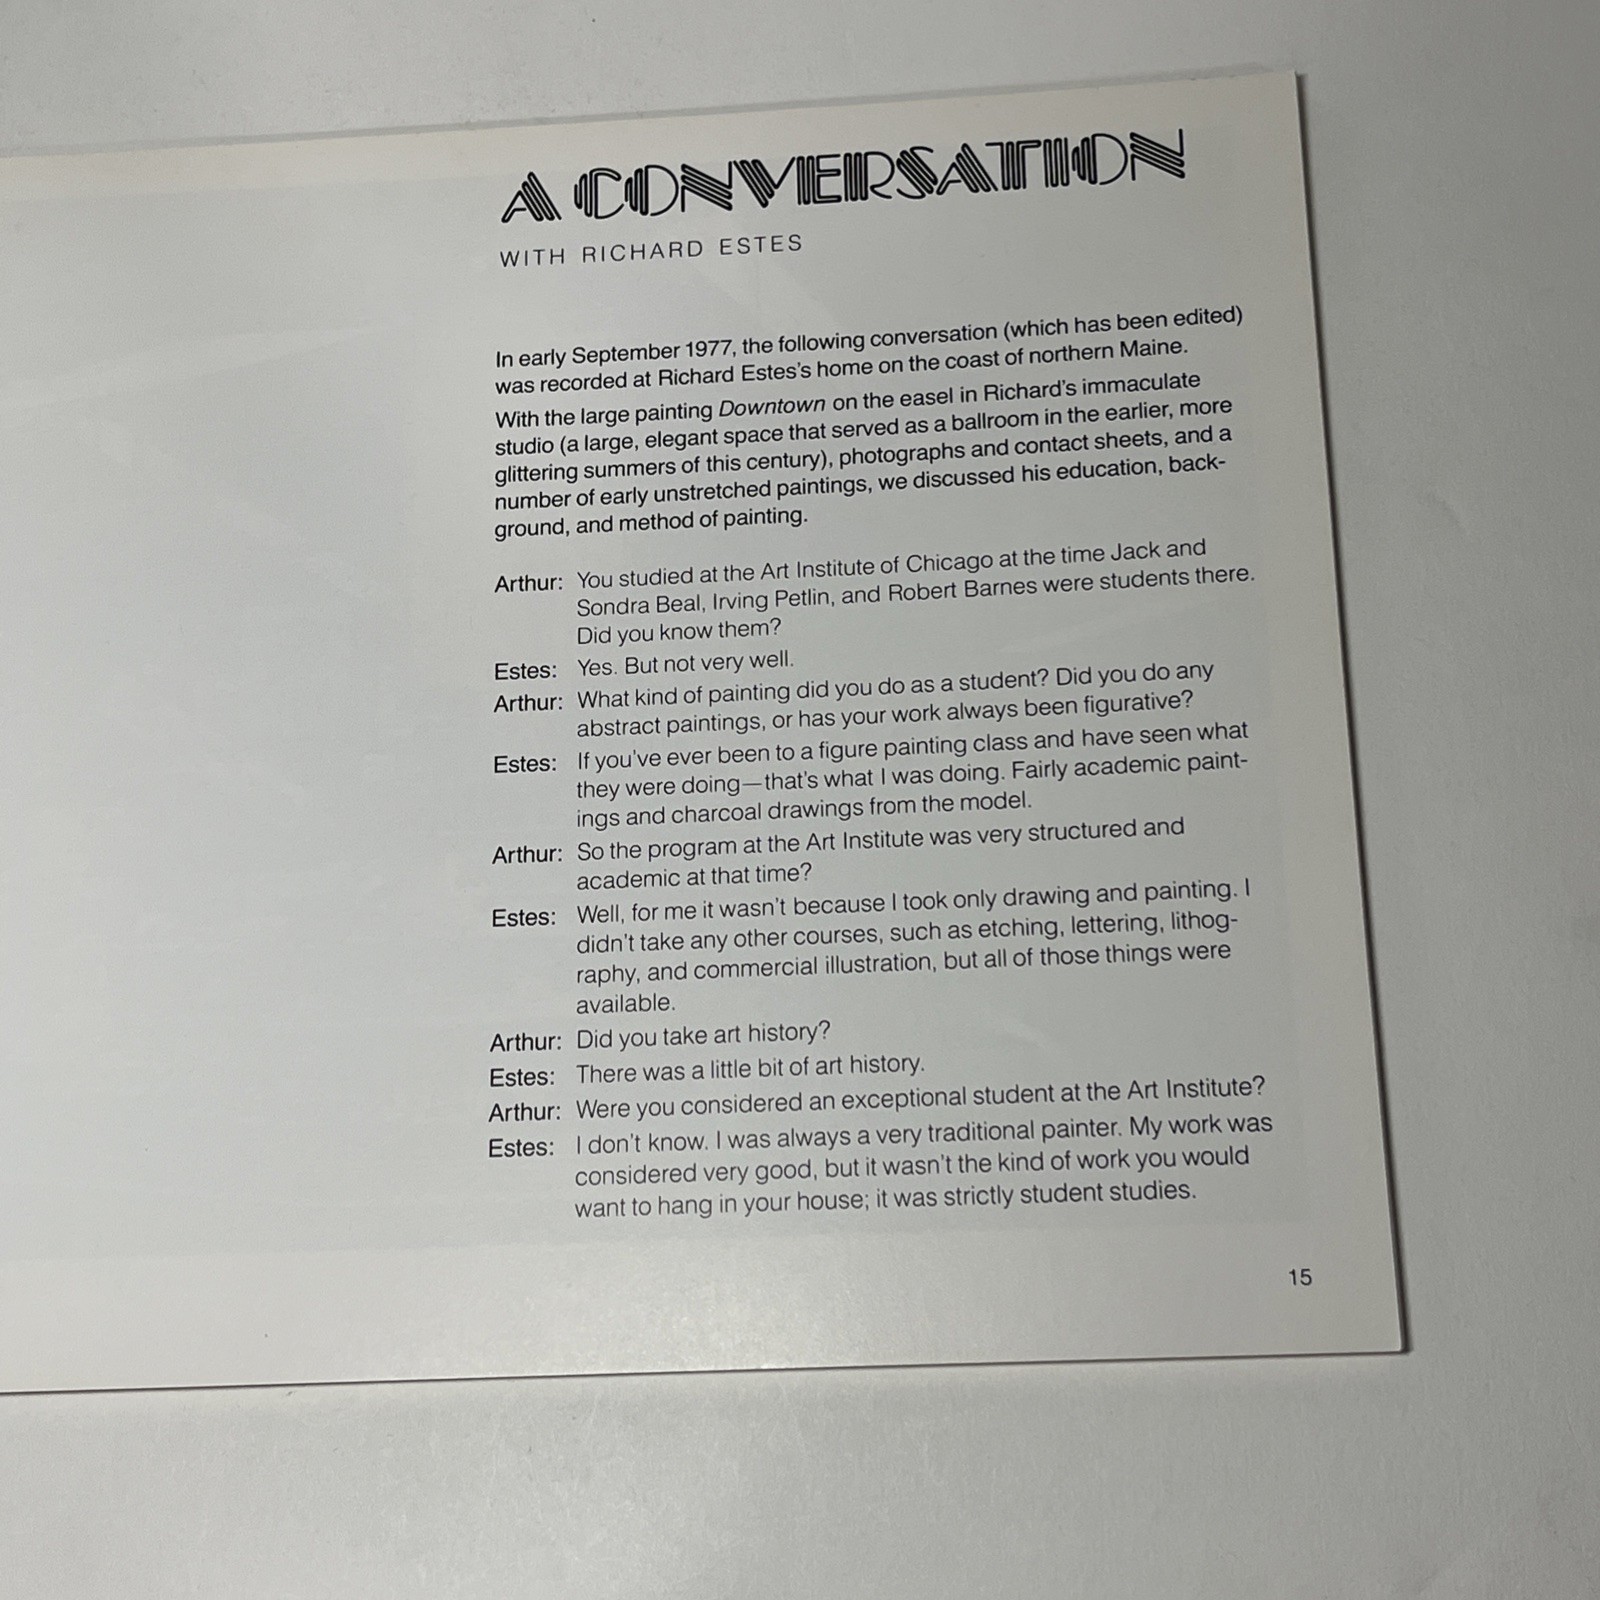 A CONVERSATION
WITH RICHARD ESTES
In early September 1977, the following conversation (which has been edited)
was recorded at Richard Estes's home on the coast of northern Maine.
With the large painting Downtown on the easel in Richard's immaculate
studio (a large, elegant space that served as a ballroom in the earlier, more
glittering summers of this century), photographs and contact sheets, and a
number of early unstretched paintings, we discussed his education, back-
ground, and method of painting.
Arthur: You studied at the Art Institute of Chicago at the time Jack and
Sondra Beal, Irving Petlin, and Robert Barnes were students there.
Did you know them?
Estes: Yes. But not very well.
Arthur: What kind of painting did you do as a student? Did you do any
abstract paintings, or has your work always been figurative?
Estes: If you've ever been to a figure painting class and have seen what
they were doing—that's what I was doing. Fairly academic paint-
ings and charcoal drawings from the model.
Arthur: So the program at the Art Institute was very structured and
academic at that time?
Estes: Well, for me it wasn't because I took only drawing and painting. I
didn't take any other courses, such as etching, lettering, lithog-
raphy, and commercial illustration, but all of those things were
available.
Arthur: Did you take art history?
Estes: There was a little bit of art history.
Arthur: Were you considered an exceptional student at the Art Institute?
Estes: I don't know. I was always a very traditional painter. My work was
considered very good, but it wasn't the kind of work you would
want to hang in your house; it was strictly student studies.
15